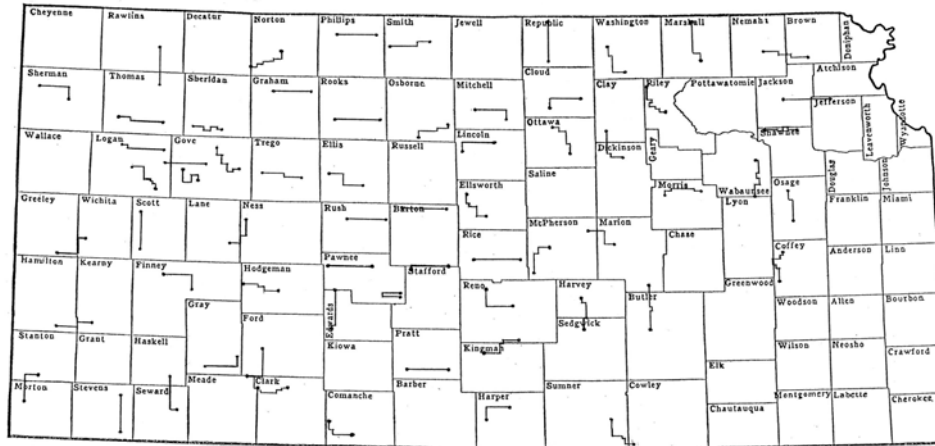 Cheyenne Rawlins Decatur Norton Phillips Smith Jewell Republic Washington Marshall Nemaha Brown Doniphan
Sherman Thomas Sheridan Graham Rooks Osborne Mitchell Cloud Clay Riley Pottawatomie Jackson Atchison
Jefferson Leavenworth Wyandotte
Wallace Logan Gove Trego Ellis Russell Lincoln Ottawa Dickinson Geary Shawnee
Ellsworth Saline Morris Wabaunsee Osage Douglas Johnson
Greeley Wichita Scott Lane Ness Rush Barton Rice McPherson Marion Chase Lyon Franklin Miami
Hamilton Kearny Finney Hodgeman Pawnee Stafford Coffey Anderson Linn
Gray Ford Edwards Reno Harvey Butler Greenwood Woodson Allen Bourbon
Stanton Grant Haskell Kiowa Pratt Kingman Sedgwick Elk Wilson Neosho Crawford
Morton Stevens Seward Meade Clark Comanche Barber Harper Sumner Cowley Chautauqua Montgomery Labette Cherokee